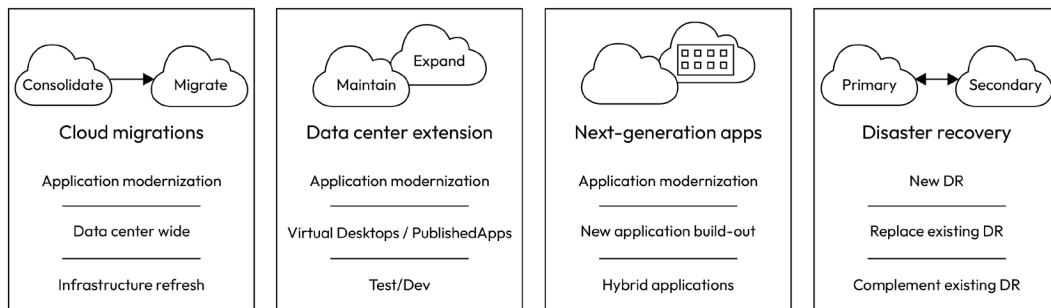 Consolidate
Migrate
Cloud migrations
Application modernization
Data center wide
Infrastructure refresh
Maintain
Expand
Data center extension
Application modernization
Virtual Desktops / PublishedApps
Test/Dev
Next-generation apps
Application modernization
New application build-out
Hybrid applications
Primary
Secondary
Disaster recovery
New DR
Replace existing DR
Complement existing DR